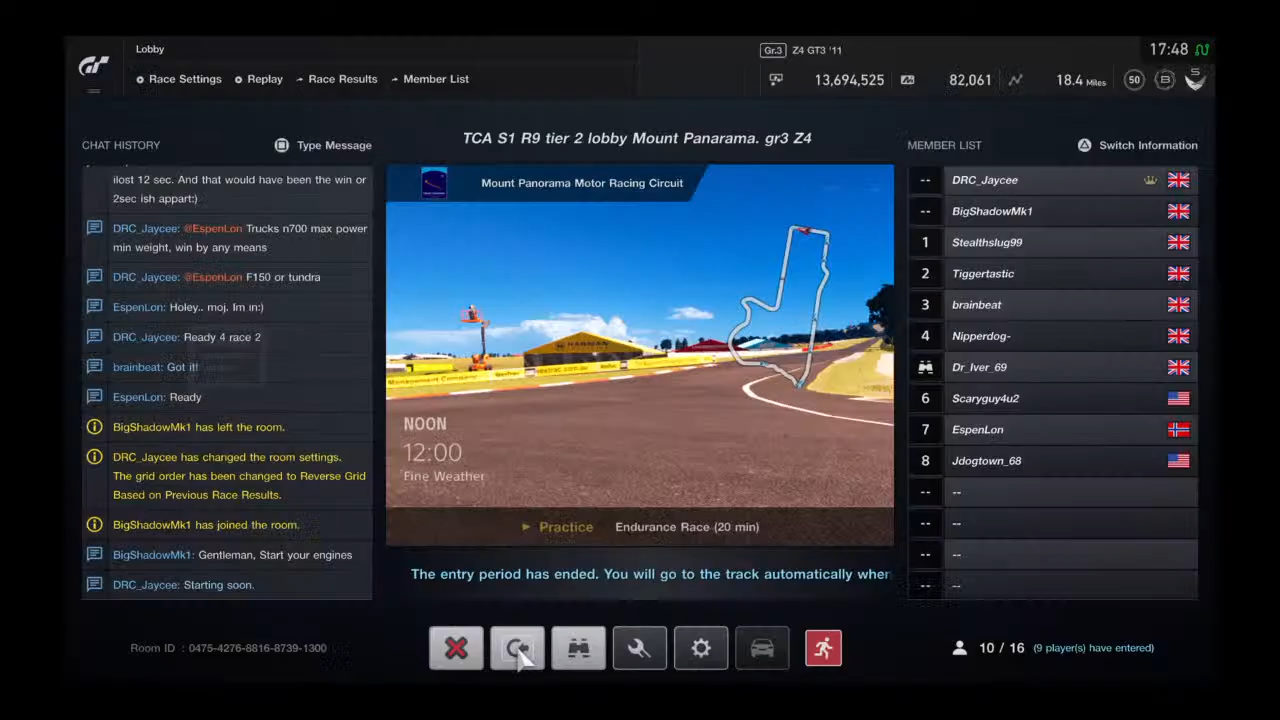 Lobby
Gr.3 Z4 GT3 '11
17:48
Race Settings Replay Race Results Member List
13,694,525 82,061 18.4 Miles 50 B S
CHAT HISTORY Type Message
TCA S1 R9 tier 2 lobby Mount Panarama. gr3 Z4
MEMBER LIST Switch Information
ilost 12 sec. And that would have been the win or
2sec ish appart:)
DRC_Jaycee: @EspenLon Trucks n700 max power
min weight, win by any means
DRC_Jaycee: @EspenLon F150 or tundra
EspenLon: Holey.. moj. Im in:)
DRC_Jaycee: Ready 4 race 2
brainbeat: Got it!
EspenLon: Ready
BigShadowMk1 has left the room.
DRC_Jaycee has changed the room settings.
The grid order has been changed to Reverse Grid
Based on Previous Race Results.
BigShadowMk1 has joined the room.
BigShadowMk1: Gentleman, Start your engines
DRC_Jaycee: Starting soon.
Mount Panorama Motor Racing Circuit
NOON
12:00
Fine Weather
Practice Endurance Race (20 min)
The entry period has ended. You will go to the track automatically wher
-- DRC_Jaycee
-- BigShadowMk1
1 Stealthslug99
2 Tiggertastic
3 brainbeat
4 Nipperdog-
Dr_Iver_69
6 Scaryguy4u2
7 EspenLon
8 Jdogtown_68
-- --
-- --
-- --
-- --
Room ID : 0475-4276-8816-8739-1300
10 / 16 (9 player(s) have entered)